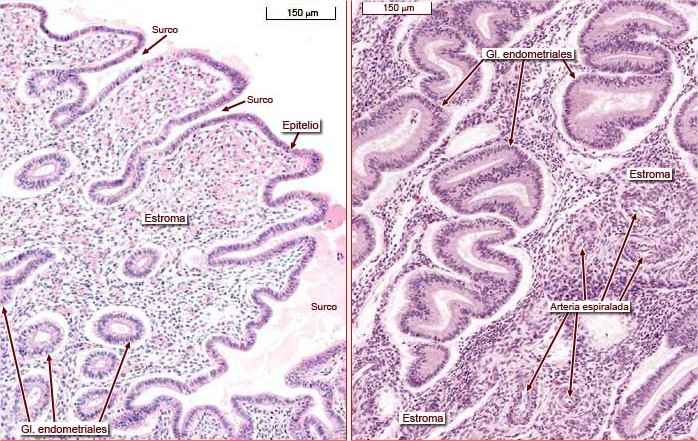 150 µm
Surco
Surco
Epitelio
Estroma
Surco
Gl. endometriales
150 µm
Gl. endometriales
Estroma
Arteria espiralada
Estroma